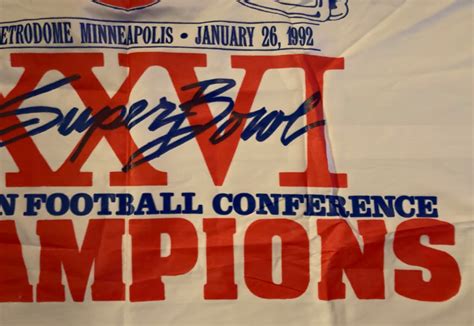 ETRODOME MINNEAPOLIS • JANUARY 26, 1992
XXVI
Super Bowl
N FOOTBALL CONFERENCE
AMPIONS